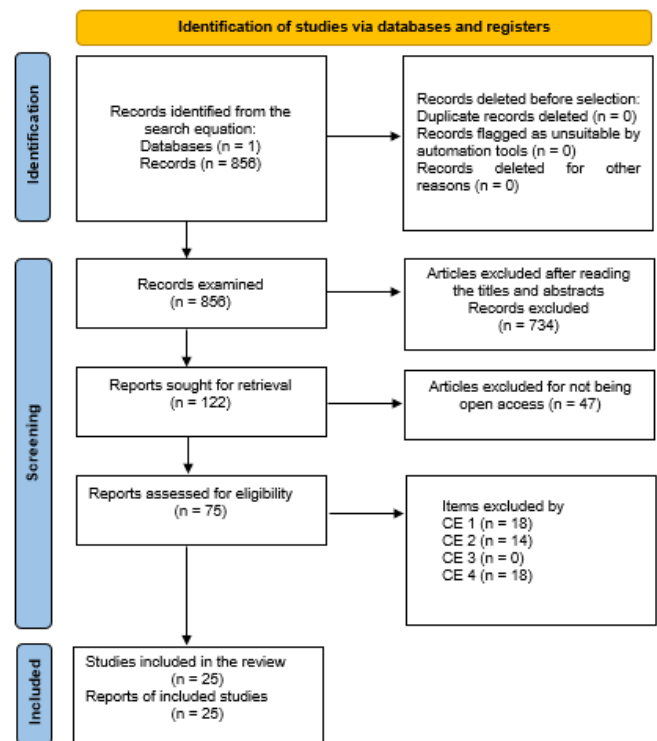 Identification of studies via databases and registers
Identification
Records identified from the
search equation:
Databases (n = 1)
Records (n = 856)
Records deleted before selection:
Duplicate records deleted (n = 0)
Records flagged as unsuitable by
automation tools (n = 0)
Records deleted for other
reasons (n = 0)
Screening
Records examined
(n = 856)
Articles excluded after reading
the titles and abstracts
Records excluded
(n = 734)
Reports sought for retrieval
(n = 122)
Articles excluded for not being
open access (n = 47)
Reports assessed for eligibility
(n = 75)
Items excluded by
CE 1 (n = 18)
CE 2 (n = 14)
CE 3 (n = 0)
CE 4 (n = 18)
Included
Studies included in the review
(n = 25)
Reports of included studies
(n = 25)